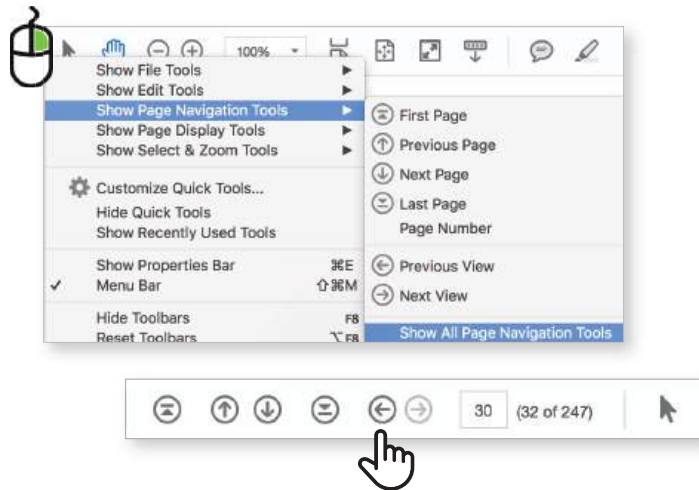 100%
Show File Tools
Show Edit Tools
Show Page Navigation Tools
Show Page Display Tools
Show Select & Zoom Tools
Customize Quick Tools...
Hide Quick Tools
Show Recently Used Tools
Show Properties Bar ⌘E
✓ Menu Bar ⇧⌘M
Hide Toolbars F8
Reset Toolbars ⌥F8
First Page
Previous Page
Next Page
Last Page
Page Number
Previous View
Next View
Show All Page Navigation Tools
30 (32 of 247)